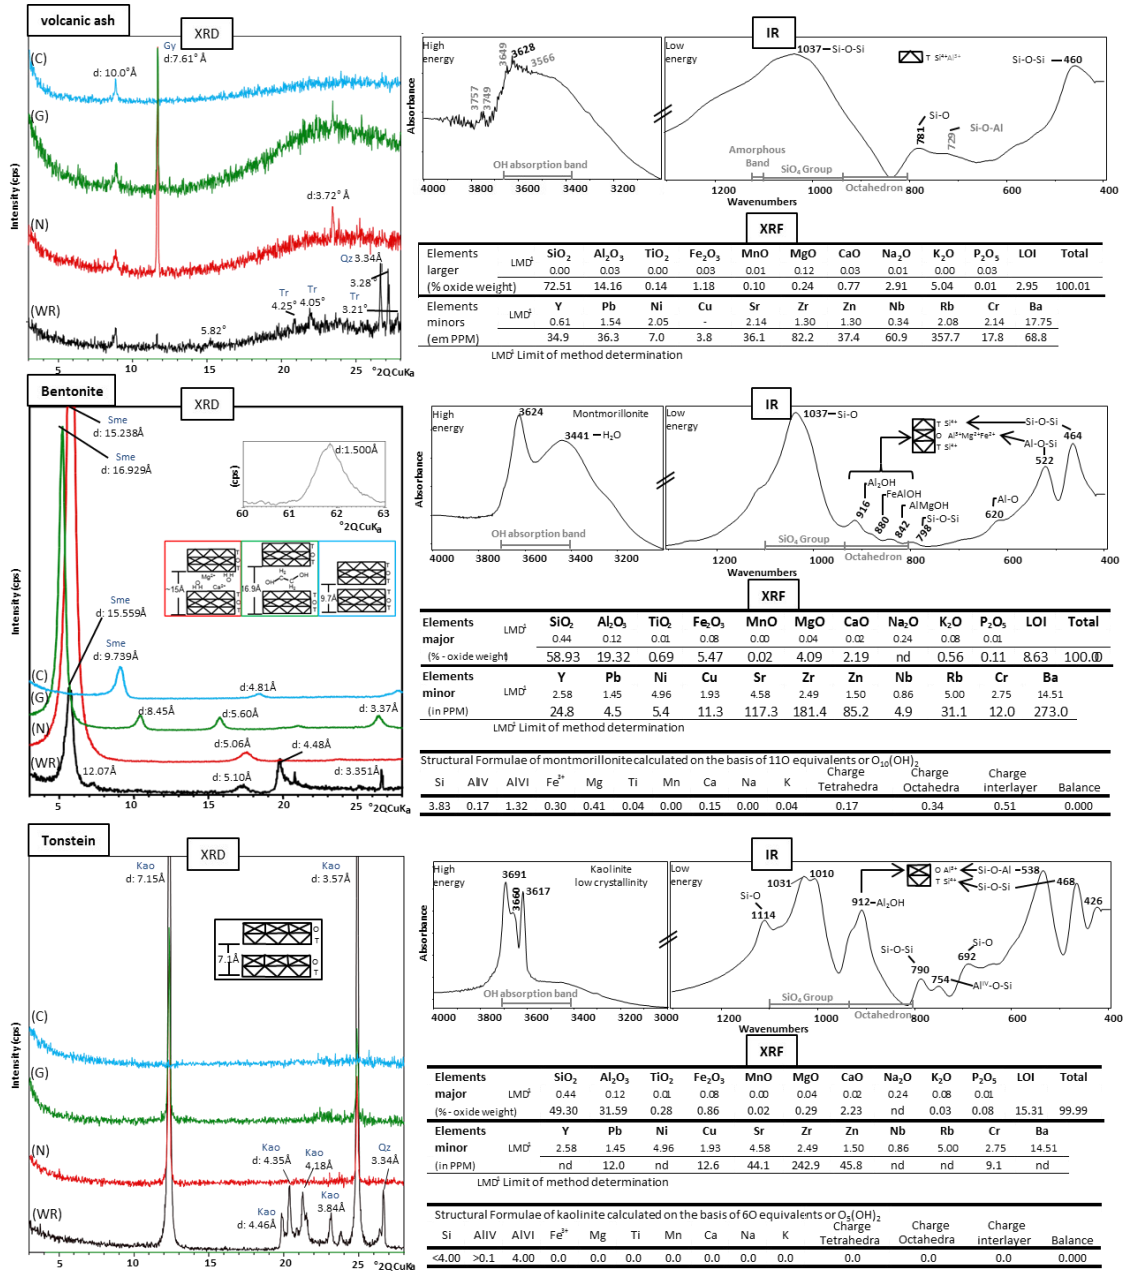 volcanic ash
XRD
Gy
d:7.61° Å
d: 10.0° Å
(C)
(G)
(N)
(WR)
d:3.72° Å
Qz 3.34Å
3.28°
Tr
3.21°
Tr
4.05°
Tr
4.25°
5.82°
Intensity (cps)
5 10 15 20 25 °2QCuKa
IR
High energy
3649
3628
3566
3757
3749
OH absorption band
Absorbance
4000 3800 3600 3400 3200
Low energy
1037 Si-O-Si
T Si4+Al3+
Si-O-Si 460
Si-O
781
729
Si-O-Al
Amorphous Band
SiO4 Group
Octahedron
1200 1000 800 600 400
Wavenumbers
XRF
Elements larger LMD‡ SiO2 Al2O3 TiO2 Fe2O3 MnO MgO CaO Na2O K2O P2O5 LOI Total
0.00 0.03 0.00 0.03 0.01 0.12 0.03 0.01 0.00 0.03
(% oxide weight) 72.51 14.16 0.14 1.18 0.10 0.24 0.77 2.91 5.04 0.01 2.95 100.01
Elements minors LMD‡ Y Pb Ni Cu Sr Zr Zn Nb Rb Cr Ba
0.61 1.54 2.05 - 2.14 1.30 1.30 0.34 2.08 2.14 17.75
(em PPM) 34.9 36.3 7.0 3.8 36.1 82.2 37.4 60.9 357.7 17.8 68.8
LMD‡ Limit of method determination
Bentonite
XRD
Sme
d: 15.238Å
Sme
d: 16.929Å
Sme
d: 15.559Å
Sme
d: 9.739Å
d:1.500Å
(cps)
60 61 62 63
°2QCuKa
~15Å
Mg2+
H H
O
O
H H
Ca2+
T
O
T
16.9Å
H2
C
OH
OH
C
H2
T
O
T
9.7Å
T
O
T
(C)
(G)
(N)
(WR)
d:4.81Å
d:8.45Å
d:5.60Å
d:3.37Å
d:5.06Å
d: 4.48Å
12.07Å
d: 5.10Å
d: 3.351Å
Intensity (cps)
5 10 15 20 25 °2QCuKa
IR
High energy
3624
Montmorillonite
3441 H2O
OH absorption band
Absorbance
4000 3800 3600 3400 3200
Low energy
1037 Si-O
T Si4+
O Al3+Mg2+Fe2+
T Si4+
Si-O-Si
464
Al-O-Si
522
Al2OH
916
FeAlOH
880
AlMgOH
842
Si-O-Si
798
Al-O
620
SiO4 Group
Octahedron
1200 1000 800 600 400
Wavenumbers
XRF
Elements major LMD‡ SiO2 Al2O3 TiO2 Fe2O3 MnO MgO CaO Na2O K2O P2O5 LOI Total
0.44 0.12 0.01 0.08 0.00 0.04 0.02 0.24 0.08 0.01
(% - oxide weight) 58.93 19.32 0.69 5.47 0.02 4.09 2.19 nd 0.56 0.11 8.63 100.0
Elements minor LMD‡ Y Pb Ni Cu Sr Zr Zn Nb Rb Cr Ba
2.58 1.45 4.96 1.93 4.58 2.49 1.50 0.86 5.00 2.75 14.51
(in PPM) 24.8 4.5 5.4 11.3 117.3 181.4 85.2 4.9 31.1 12.0 273.0
LMD‡ Limit of method determination
Structural Formulae of montmorillonite calculated on the basis of 11O equivalents or O10(OH)2
Si AlIV AlVI Fe3+ Mg Ti Mn Ca Na K Charge Tetrahedra Charge Octahedra Charge interlayer Balance
3.83 0.17 1.32 0.30 0.41 0.04 0.00 0.15 0.00 0.04 0.17 0.34 0.51 0.000
Tonstein
XRD
Kao
d: 7.15Å
Kao
d: 3.57Å
7.1Å
O
T
O
T
(C)
(G)
(N)
(WR)
Kao
d: 4.35Å
Kao
4.18Å
Qz
3.34Å
Kao
3.84Å
Kao
d: 4.46Å
Intensity (cps)
5 10 15 20 25 °2QCuKa
IR
High energy
3691
3660
3617
Kaolinite
low crystallinity
OH absorption band
Absorbance
4000 3800 3600 3400 3200 3000
Low energy
1031
1010
Si-O
1114
912 Al2OH
O Al3+
T Si4+
Si-O-Al 538
Si-O-Si 468
426
Si-O-Si
790
754
AlIV-O-Si
Si-O
692
SiO4 Group
Octahedron
1200 1000 800 600 400
Wavenumbers
XRF
Elements major LMD‡ SiO2 Al2O3 TiO2 Fe2O3 MnO MgO CaO Na2O K2O P2O5 LOI Total
0.44 0.12 0.01 0.08 0.00 0.04 0.02 0.24 0.08 0.01
(% - oxide weight) 49.30 31.59 0.28 0.86 0.02 0.29 2.23 nd 0.03 0.08 15.31 99.99
Elements minor LMD‡ Y Pb Ni Cu Sr Zr Zn Nb Rb Cr Ba
2.58 1.45 4.96 1.93 4.58 2.49 1.50 0.86 5.00 2.75 14.51
(in PPM) nd 12.0 nd 12.6 44.1 242.9 45.8 nd nd 9.1 nd
LMD‡ Limit of method determination
Structural Formulae of kaolinite calculated on the basis of 6O equivalents or O5(OH)2
Si AlIV AlVI Fe3+ Mg Ti Mn Ca Na K Charge Tetrahedra Charge Octahedra Charge interlayer Balance
<4.00 >0.1 4.00 0.0 0.0 0.0 0.0 0.0 0.0 0.0 0.0 0.0 0.0 0.000